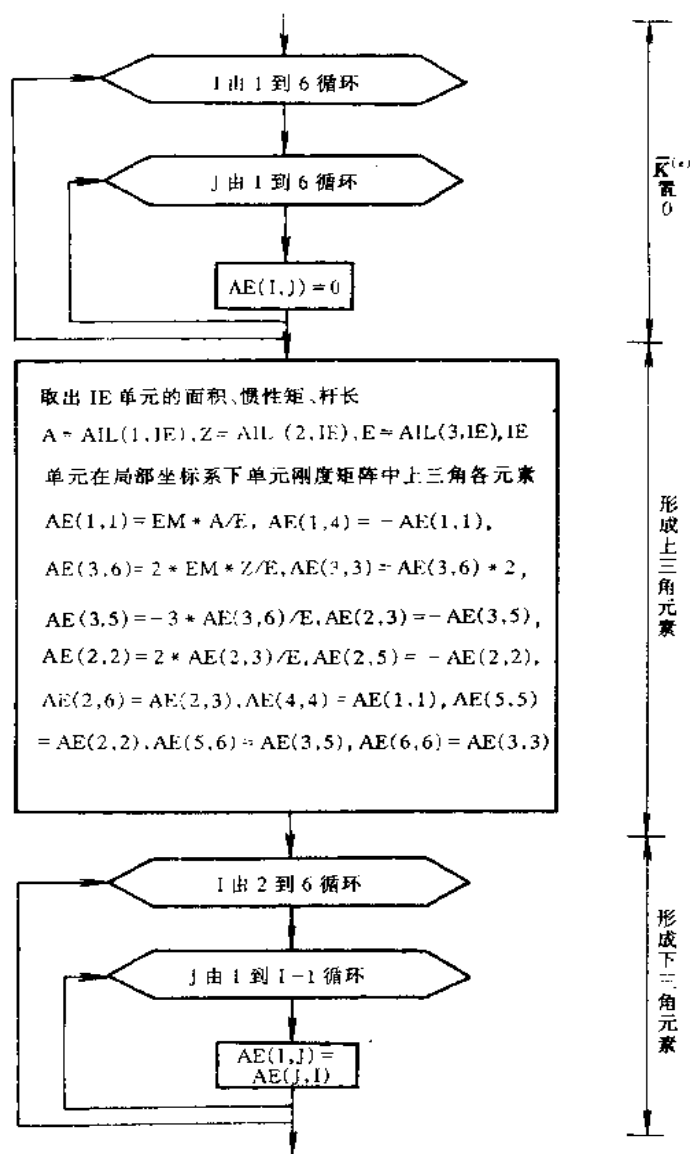 I 由 1 到 6 循环
J 由 1 到 6 循环
AE(I,J)=0
K̅⁽ᵉ⁾置0
取出 IE 单元的面积、惯性矩、杆长
A=AIL(1,IE),Z=AIL(2,IE),E=AIL(3,IE),IE
单元在局部坐标系下单元刚度矩阵中上三角各元素
AE(1,1)=EM*A/E, AE(1,4)=-AE(1,1),
AE(3,6)=2*EM*Z/E,AE(3,3)=AE(3,6)*2,
AE(3,5)=-3*AE(3,6)/E,AE(2,3)=-AE(3,5),
AE(2,2)=2*AE(2,3)/E,AE(2,5)=-AE(2,2),
AE(2,6)=AE(2,3),AE(4,4)=AE(1,1),AE(5,5)
=AE(2,2),AE(5,6)=AE(3,5),AE(6,6)=AE(3,3)
形成上三角元素
I 由 2 到 6 循环
J 由 1 到 I-1 循环
AE(I,J)=
AE(J,I)
形成下三角元素